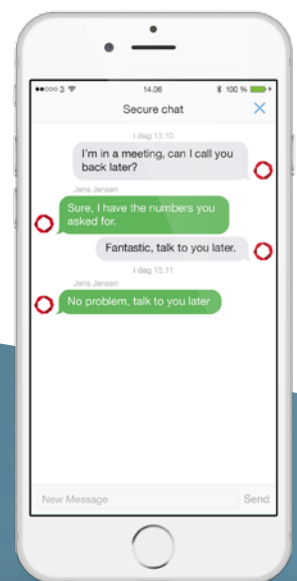 3 14.06 100 %
Secure chat
i dag 13.10
I'm in a meeting, can I call you
back later?
Jens Jensen
Sure, I have the numbers you
asked for.
Fantastic, talk to you later.
i dag 13.11
Jens Jensen
No problem, talk to you later
New Message Send